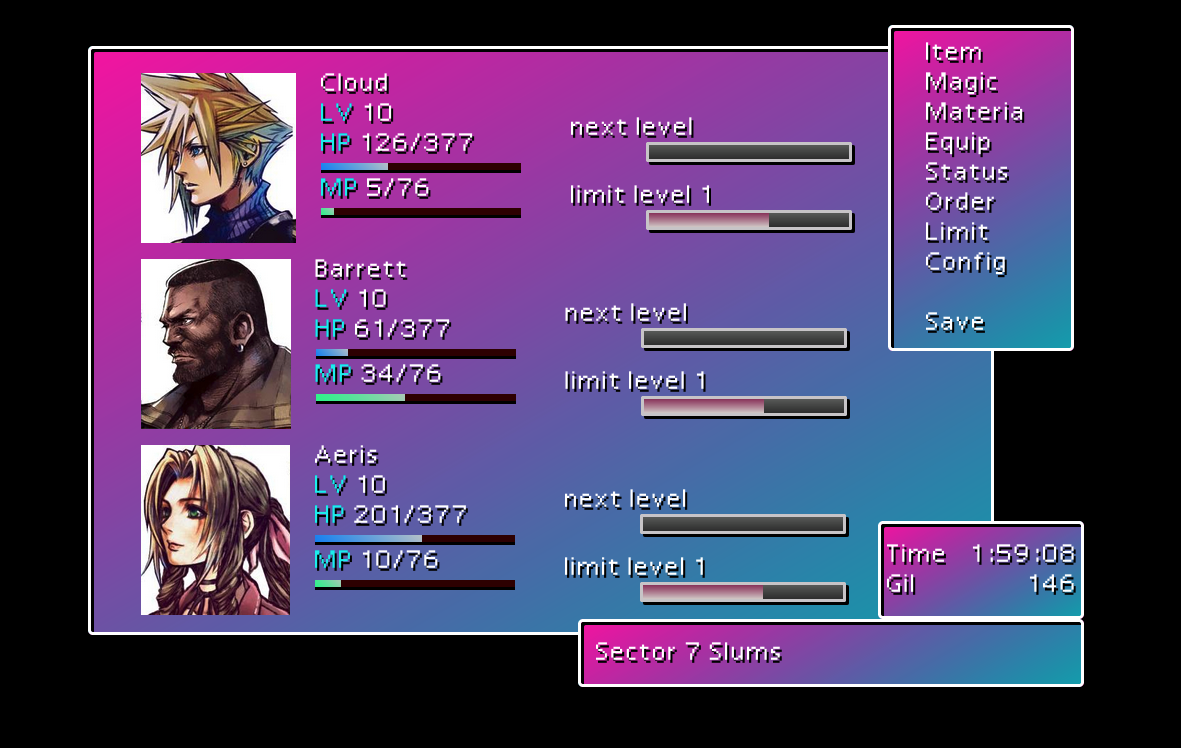 Cloud
LV 10
HP 126/377
MP 5/76
next level
limit level 1
Barrett
LV 10
HP 61/377
MP 34/76
next level
limit level 1
Aeris
LV 10
HP 201/377
MP 10/76
next level
limit level 1
Item
Magic
Materia
Equip
Status
Order
Limit
Config
Save
Time 1:59:08
Gil 146
Sector 7 Slums